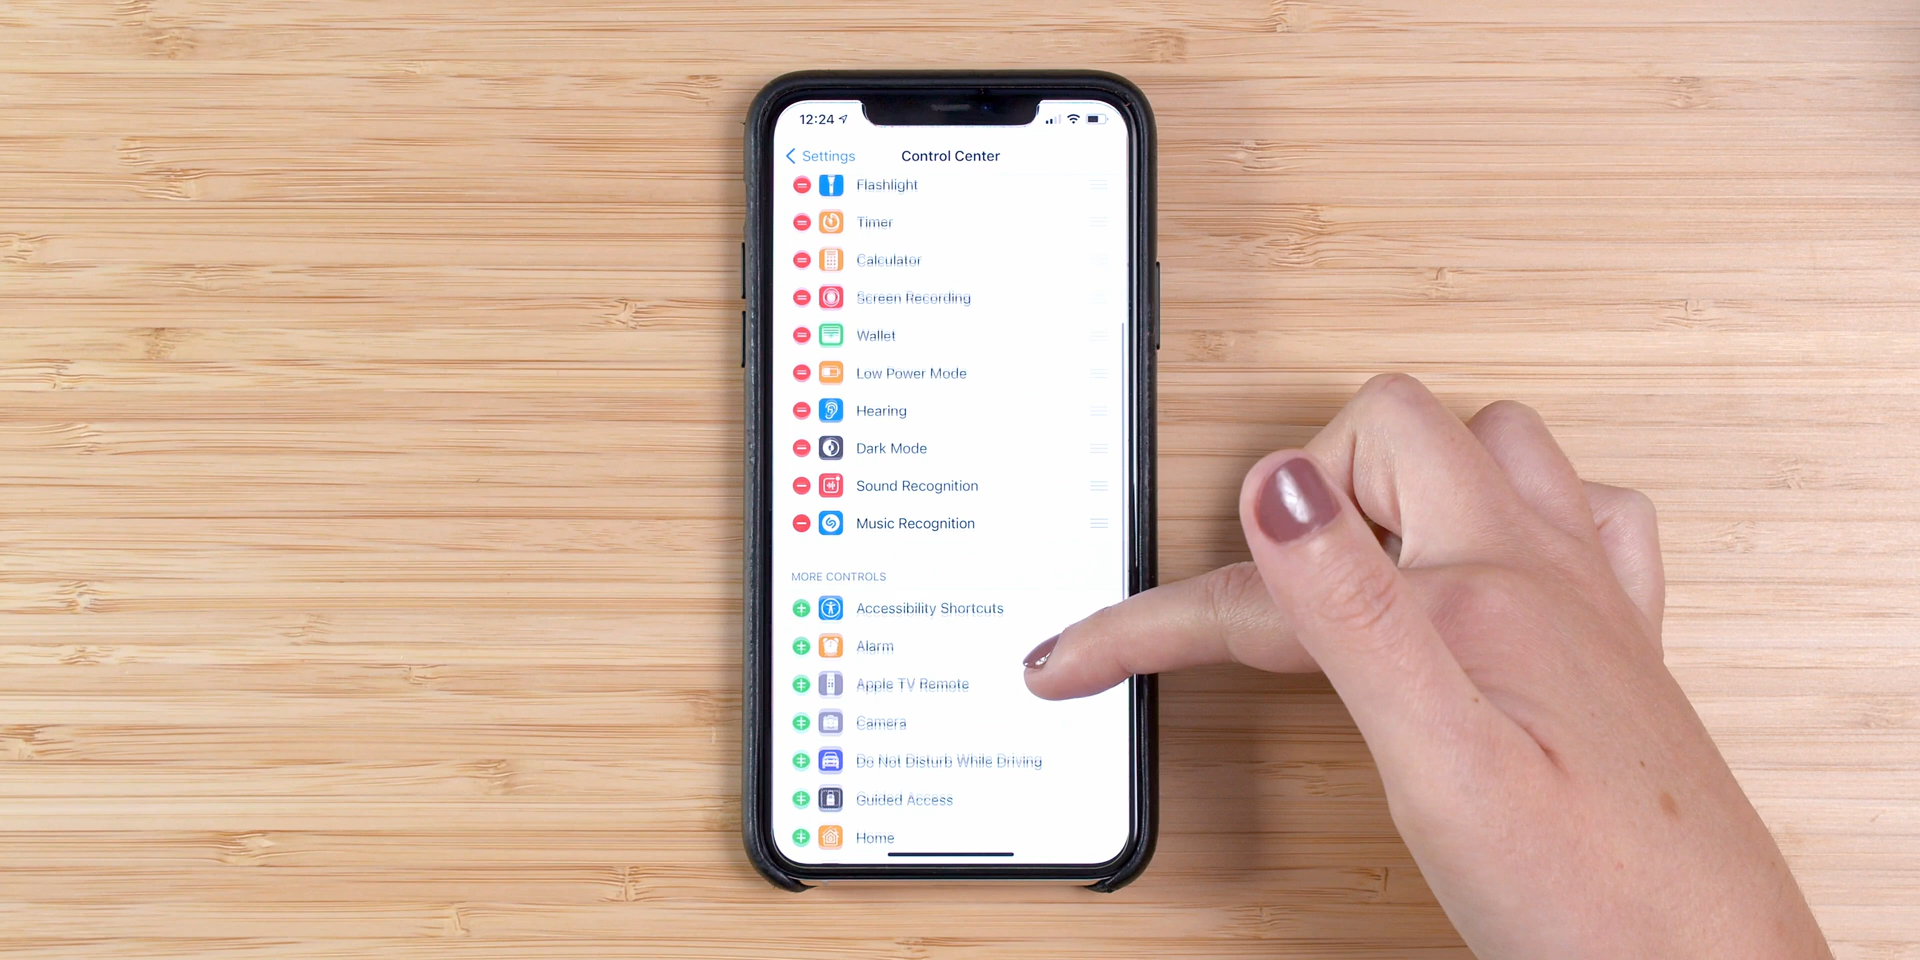 12:24
Settings
Control Center
Flashlight
Timer
Calculator
Screen Recording
Wallet
Low Power Mode
Hearing
Dark Mode
Sound Recognition
Music Recognition
MORE CONTROLS
Accessibility Shortcuts
Alarm
Apple TV Remote
Camera
Do Not Disturb While Driving
Guided Access
Home